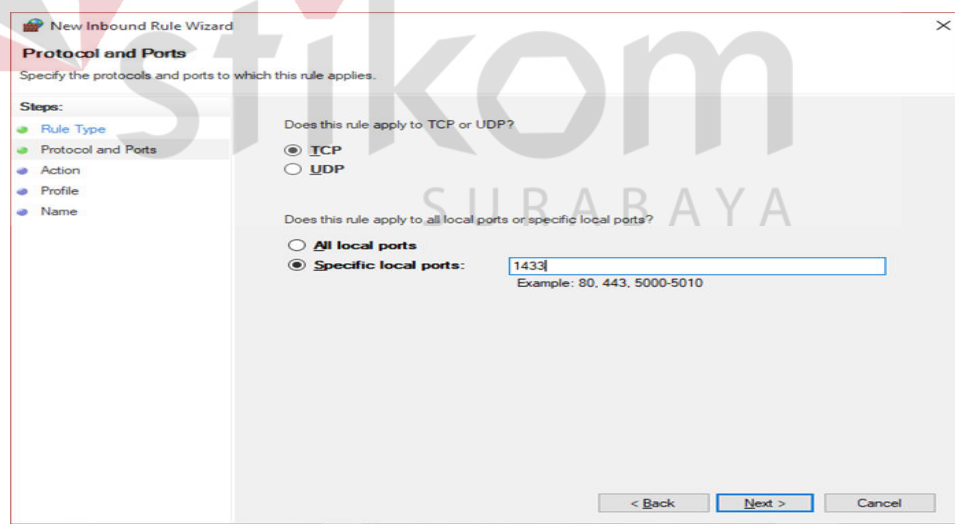 New Inbound Rule Wizard
Protocol and Ports
Specify the protocols and ports to which this rule applies.
Steps:
Rule Type
Protocol and Ports
Action
Profile
Name
Does this rule apply to TCP or UDP?
TCP
UDP
Does this rule apply to all local ports or specific local ports?
All local ports
Specific local ports:
1433
Example: 80, 443, 5000-5010
< Back
Next >
Cancel
stikom
SURABAYA